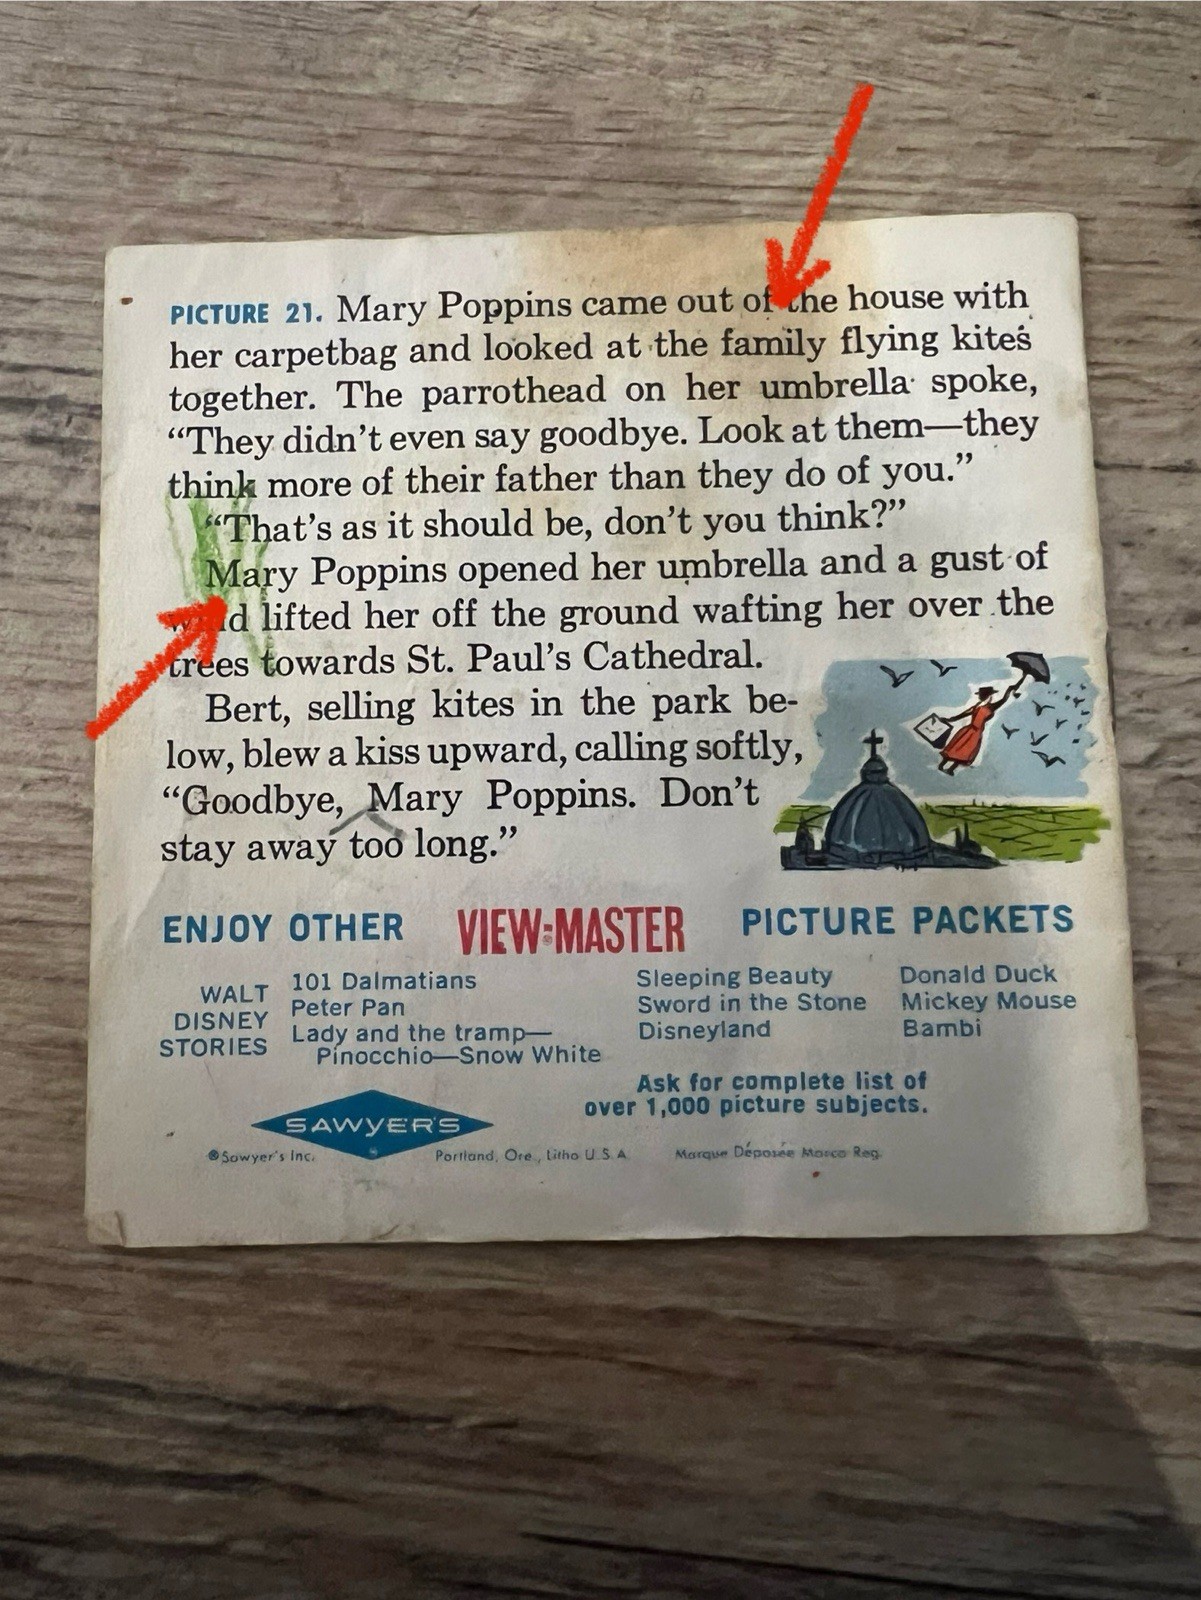 PICTURE 21. Mary Poppins came out of the house with
her carpetbag and looked at the family flying kites
together. The parrothead on her umbrella spoke,
“They didn’t even say goodbye. Look at them—they
think more of their father than they do of you.”
“That’s as it should be, don’t you think?”
Mary Poppins opened her umbrella and a gust of
lifted her off the ground wafting her over the
trees towards St. Paul’s Cathedral.
Bert, selling kites in the park be-
low, blew a kiss upward, calling softly,
“Goodbye, Mary Poppins. Don’t
stay away too long.”
ENJOY OTHER VIEW-MASTER PICTURE PACKETS
WALT
DISNEY
STORIES
101 Dalmatians
Peter Pan
Lady and the tramp—
Pinocchio—Snow White
Sleeping Beauty
Sword in the Stone
Disneyland
Donald Duck
Mickey Mouse
Bambi
Ask for complete list of
over 1,000 picture subjects.
SAWYER'S
®Sawyer's Inc. Portland, Ore., Litho U.S.A. Marque Déposée Marca Reg.